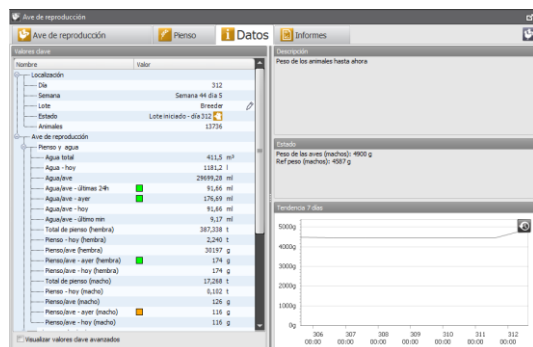 Ave de reproducción
Ave de reproducción
Pienso
Datos
Informes
Valores clave
Nombre Valor
Localización
Día 312
Semana Semana 44 dia 5
Lote Breeder
Estado Lote iniciado - día 312
Animales 13736
Ave de reproducción
Pienso y agua
Agua total 411,5 m³
Agua - hoy 1181,2 l
Agua/ave 29699,28 ml
Agua/ave - últimas 24h 91,66 ml
Agua/ave - ayer 176,69 ml
Agua/ave - hoy 91,66 ml
Agua/ave - último min 9,17 ml
Total de pienso (hembra) 387,338 t
Pienso - hoy (hembra) 2,240 t
Pienso/ave (hembra) 30197 g
Pienso/ave - ayer (hembra) 174 g
Pienso/ave - hoy (hembra) 174 g
Total de pienso (macho) 17,268 t
Pienso - hoy (macho) 0,102 t
Pienso/ave (macho) 126 g
Pienso/ave - ayer (macho) 116 g
Pienso/ave - hoy (macho) 116 g
Visualizar valores clave avanzados
Descripción
Peso de los animales hasta ahora
Estado
Peso de las aves (machos): 4900 g
Ref peso (machos): 4587 g
Tendencia 7 días
5000g
4000g
3000g
2000g
1000g
0g
306 307 308 309 310 311 312
00:00 00:00 00:00 00:00 00:00 00:00 00:00